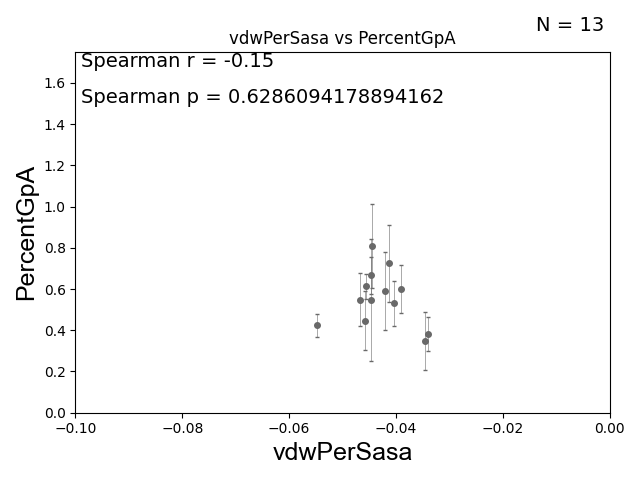 N = 13
vdwPerSasa vs PercentGpA
Spearman r = -0.15
Spearman p = 0.6286094178894162
PercentGpA
1.6
1.4
1.2
1.0
0.8
0.6
0.4
0.2
0.0
−0.10 −0.08 −0.06 −0.04 −0.02 0.00
vdwPerSasa